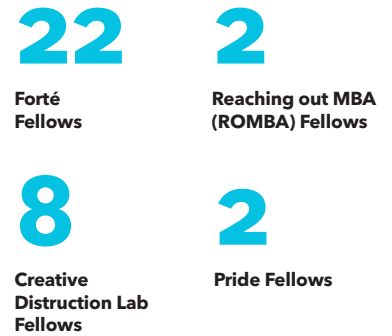 22
Forté
Fellows
2
Reaching out MBA
(ROMBA) Fellows
8
Creative
Distruction Lab
Fellows
2
Pride Fellows